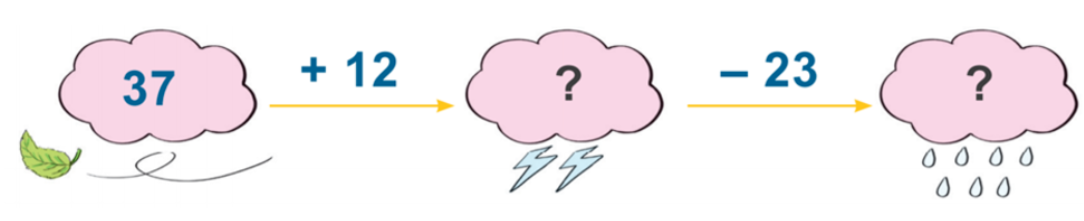 37 + 12 ? – 23 ?